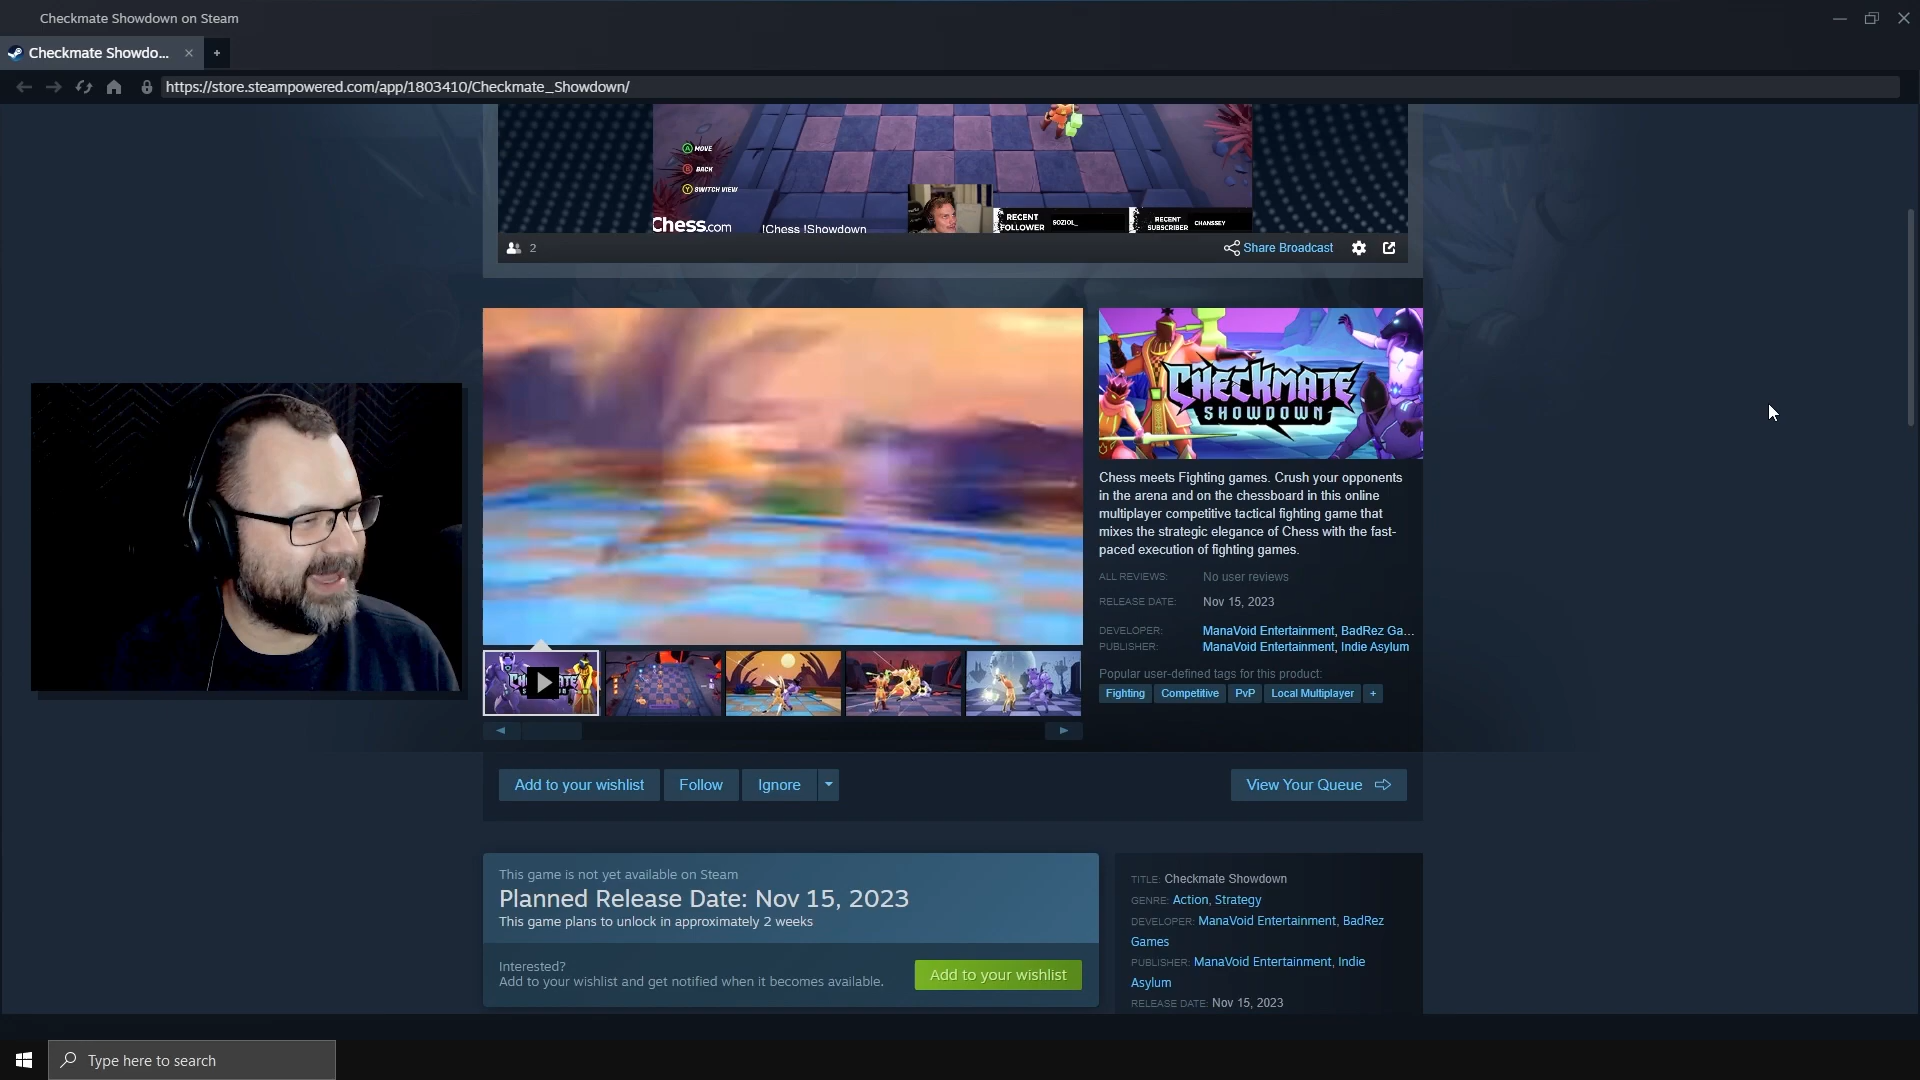 Checkmate Showdown on Steam
Checkmate Showdo...
https://store.steampowered.com/app/1803410/Checkmate_Showdown/
A MOVE
B BACK
Y SWITCH VIEW
Chess.com
!Chess !Showdown
RECENT FOLLOWER
SOZIOL_
RECENT SUBSCRIBER
CHANSSEY
2
Share Broadcast
CHECKMATE
SHOWDOWN
Chess meets Fighting games. Crush your opponents
in the arena and on the chessboard in this online
multiplayer competitive tactical fighting game that
mixes the strategic elegance of Chess with the fast-
paced execution of fighting games.
ALL REVIEWS: No user reviews
RELEASE DATE: Nov 15, 2023
DEVELOPER: ManaVoid Entertainment, BadRez Ga...
PUBLISHER: ManaVoid Entertainment, Indie Asylum
Popular user-defined tags for this product:
Fighting Competitive PvP Local Multiplayer +
Add to your wishlist Follow Ignore
View Your Queue
This game is not yet available on Steam
Planned Release Date: Nov 15, 2023
This game plans to unlock in approximately 2 weeks
Interested?
Add to your wishlist and get notified when it becomes available.
Add to your wishlist
TITLE: Checkmate Showdown
GENRE: Action, Strategy
DEVELOPER: ManaVoid Entertainment, BadRez
Games
PUBLISHER: ManaVoid Entertainment, Indie
Asylum
RELEASE DATE: Nov 15, 2023
Type here to search